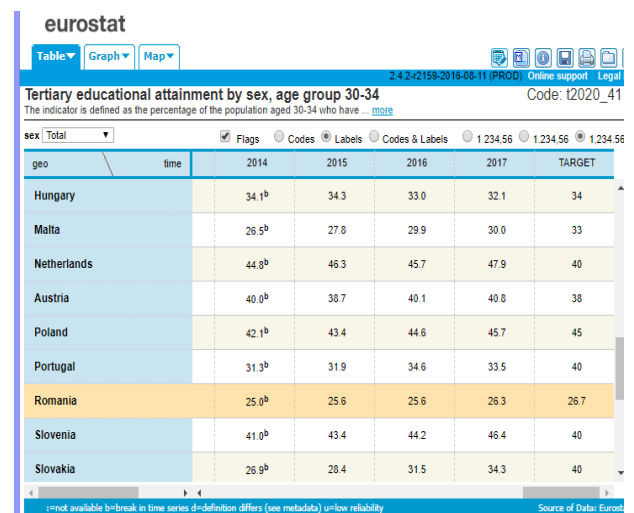 eurostat
Table▼ Graph▼ Map▼
2.4.2-r2159-2016-08-11 (PROD) Online support Legal
Tertiary educational attainment by sex, age group 30-34 Code: t2020_41
The indicator is defined as the percentage of the population aged 30-34 who have ... more
sex Total ▼ Flags Codes Labels Codes & Labels 1 234,56 1.234,56 1,234.56
geo time 2014 2015 2016 2017 TARGET
Hungary 34.1b 34.3 33.0 32.1 34
Malta 26.5b 27.8 29.9 30.0 33
Netherlands 44.8b 46.3 45.7 47.9 40
Austria 40.0b 38.7 40.1 40.8 38
Poland 42.1b 43.4 44.6 45.7 45
Portugal 31.3b 31.9 34.6 33.5 40
Romania 25.0b 25.6 25.6 26.3 26.7
Slovenia 41.0b 43.4 44.2 46.4 40
Slovakia 26.9b 28.4 31.5 34.3 40
:=not available b=break in time series d=definition differs (see metadata) u=low reliability Source of Data: Eurosta